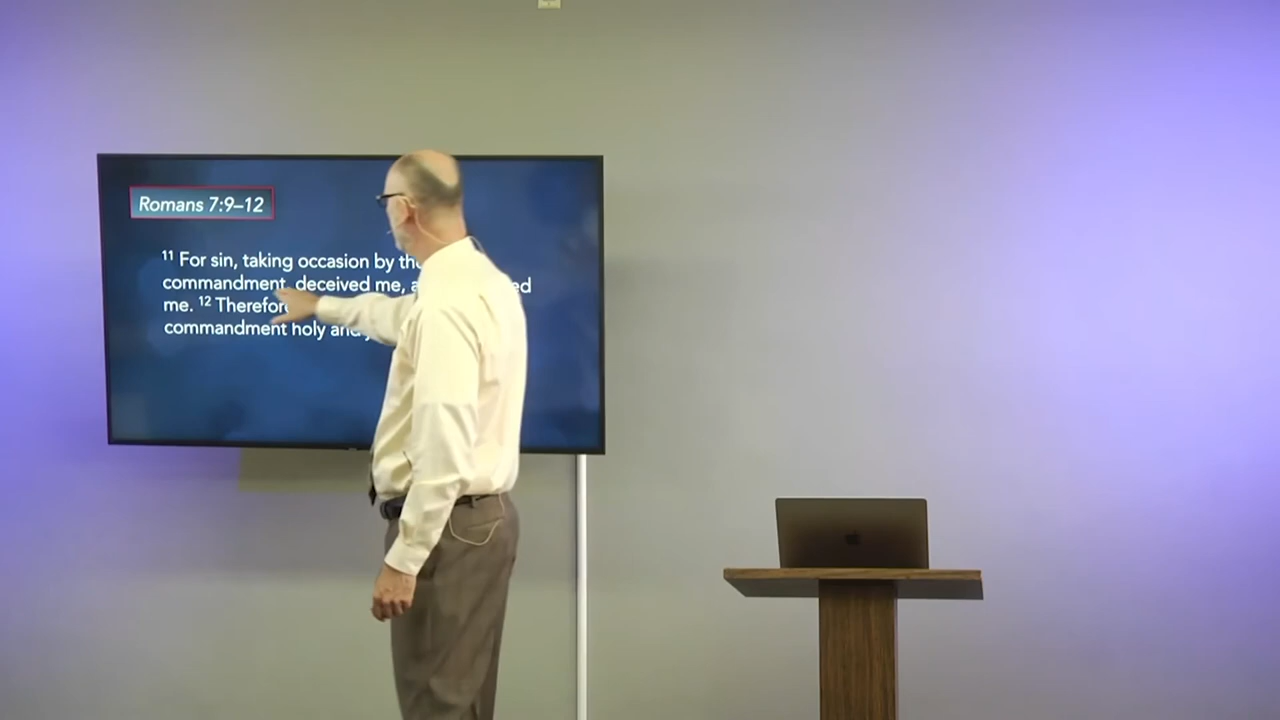 Romans 7:9–12
11 For sin, taking occasion by the
commandment, deceived me,
me. 12 Therefore
commandment holy and